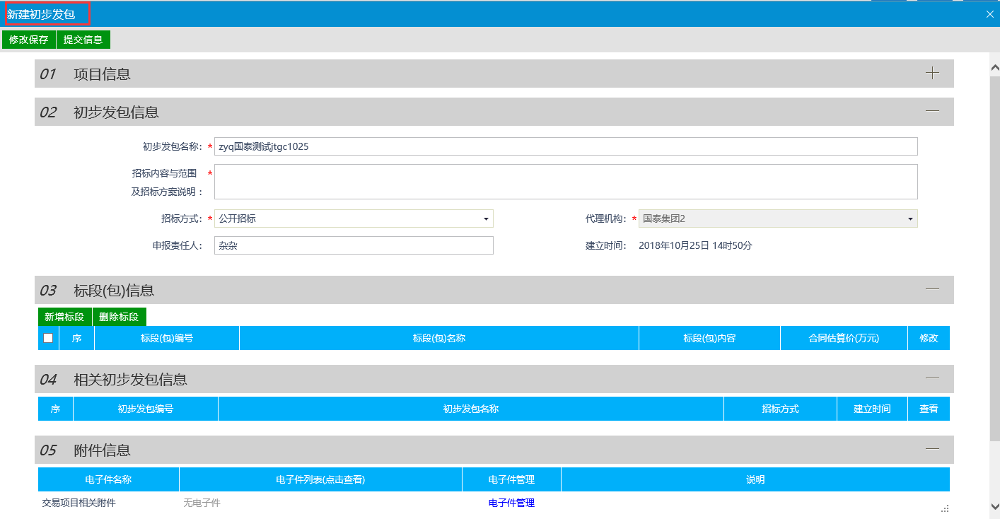 新建初步发包
修改保存 提交信息
01 项目信息
02 初步发包信息
初步发包名称: * zyq国泰测试jtgc1025
招标内容与范围 *
及招标方案说明:
招标方式: * 公开招标 代理机构: * 国泰集团2
申报责任人: 杂杂 建立时间: 2018年10月25日 14时50分
03 标段(包)信息
新增标段 删除标段
序 标段(包)编号 标段(包)名称 标段(包)内容 合同估算价(万元) 修改
04 相关初步发包信息
序 初步发包编号 初步发包名称 招标方式 建立时间 查看
05 附件信息
电子件名称 电子件列表(点击查看) 电子件管理 说明
交易项目相关附件 无电子件 电子件管理